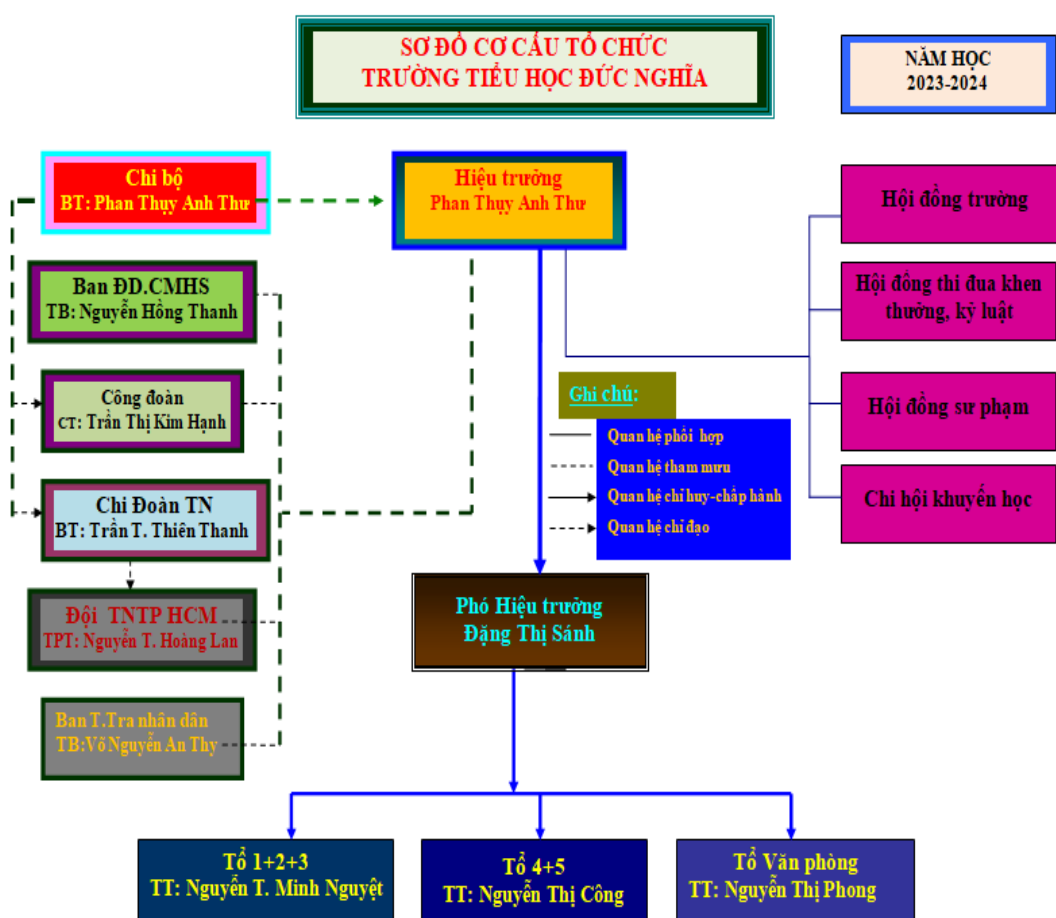 SƠ ĐỒ CƠ CẤU TỔ CHỨC
TRƯỜNG TIỂU HỌC ĐỨC NGHĨA
NĂM HỌC
2023-2024
Chi bộ
BT: Phan Thụy Anh Thư
Hiệu trưởng
Phan Thụy Anh Thư
Hội đồng trường
Ban ĐD.CMHS
TB: Nguyễn Hồng Thanh
Hội đồng thi đua khen
thưởng, kỷ luật
Công đoàn
CT: Trần Thị Kim Hạnh
Hội đồng sư phạm
Ghi chú:
Quan hệ phối hợp
Quan hệ tham mưu
Quan hệ chỉ huy-chấp hành
Quan hệ chỉ đạo
Chi hội khuyến học
Chi Đoàn TN
BT: Trần T. Thiên Thanh
Đội TNTP HCM
TPT: Nguyễn T. Hoàng Lan
Phó Hiệu trưởng
Đặng Thị Sánh
Ban T.Tra nhân dân
TB:Võ Nguyễn An Thy
Tổ 1+2+3
TT: Nguyễn T. Minh Nguyệt
Tổ 4+5
TT: Nguyễn Thị Công
Tổ Văn phòng
TT: Nguyễn Thị Phong